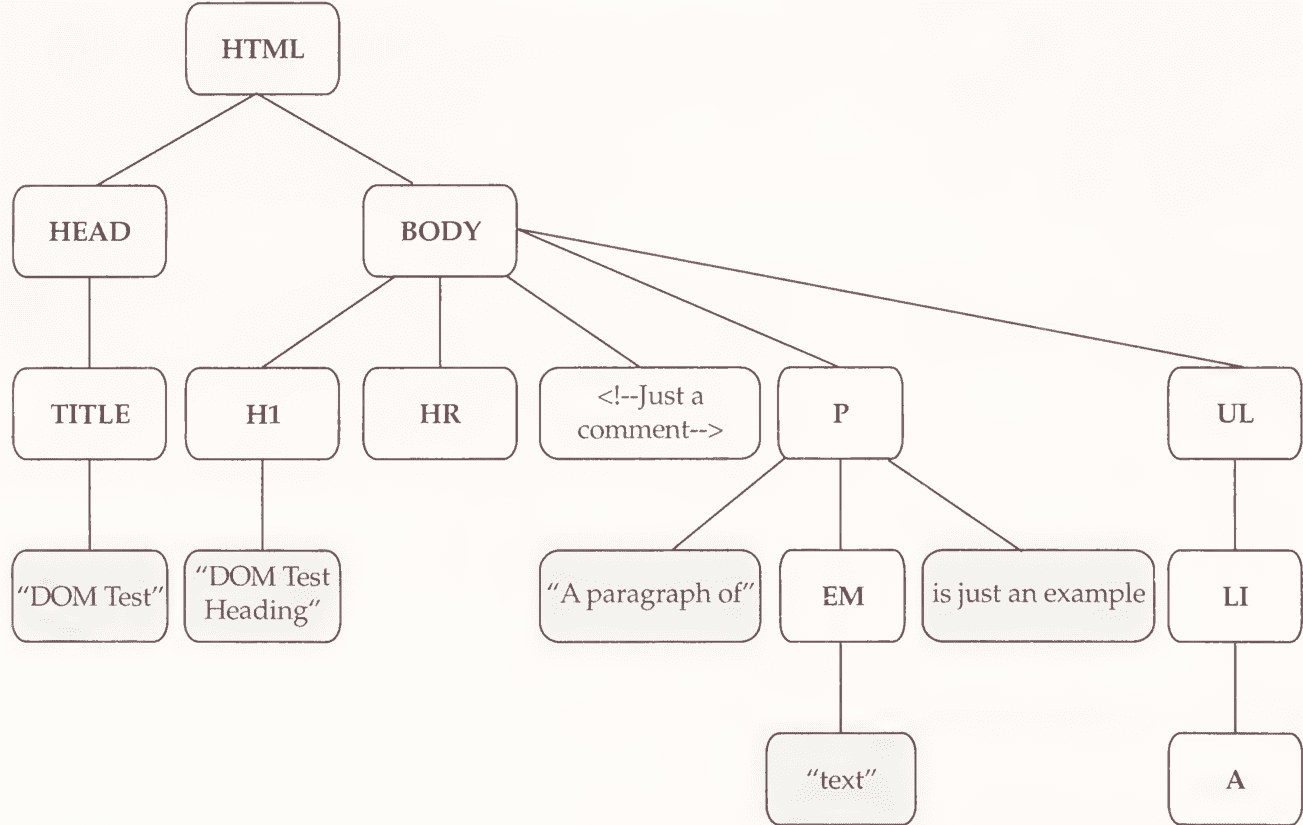 HTML
HEAD
BODY
TITLE
H1
HR
<!--Just a
comment-->
P
UL
“DOM Test”
“DOM Test
Heading”
“A paragraph of”
EM
is just an example
LI
“text”
A